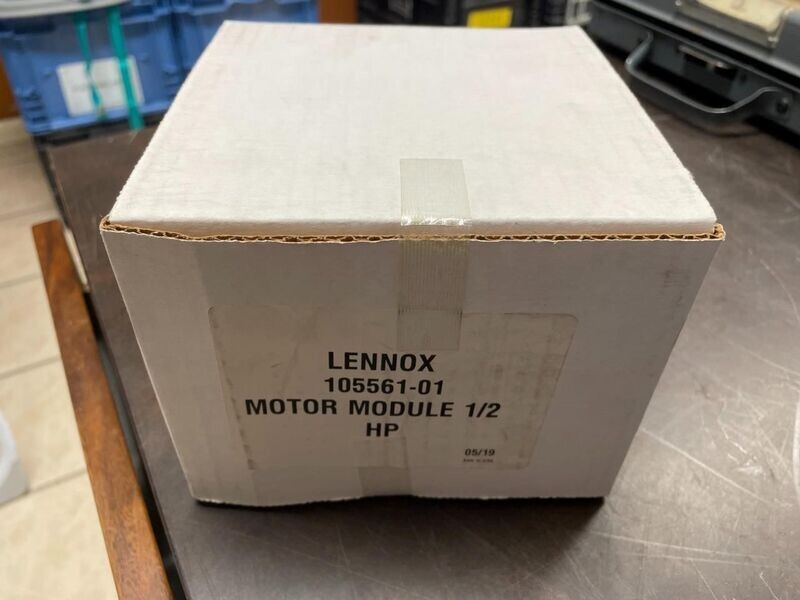 LENNOX
105561-01
MOTOR MODULE 1/2
HP
05/19